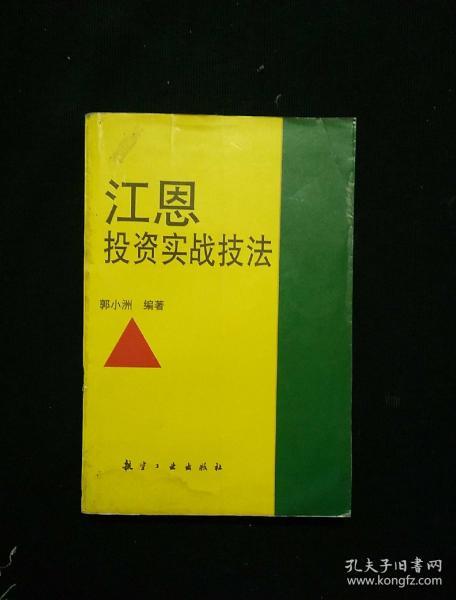 江恩
投资实战技法
郭小洲 编著
航空工业出版社
孔夫子旧书网
www.kongfz.com